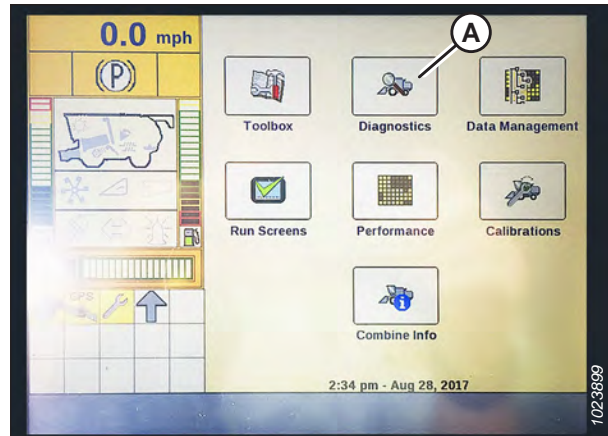 0.0 mph
(P)
A
Toolbox
Diagnostics
Data Management
Run Screens
Performance
Calibrations
GPS
Combine Info
2:34 pm - Aug 28, 2017
1023899